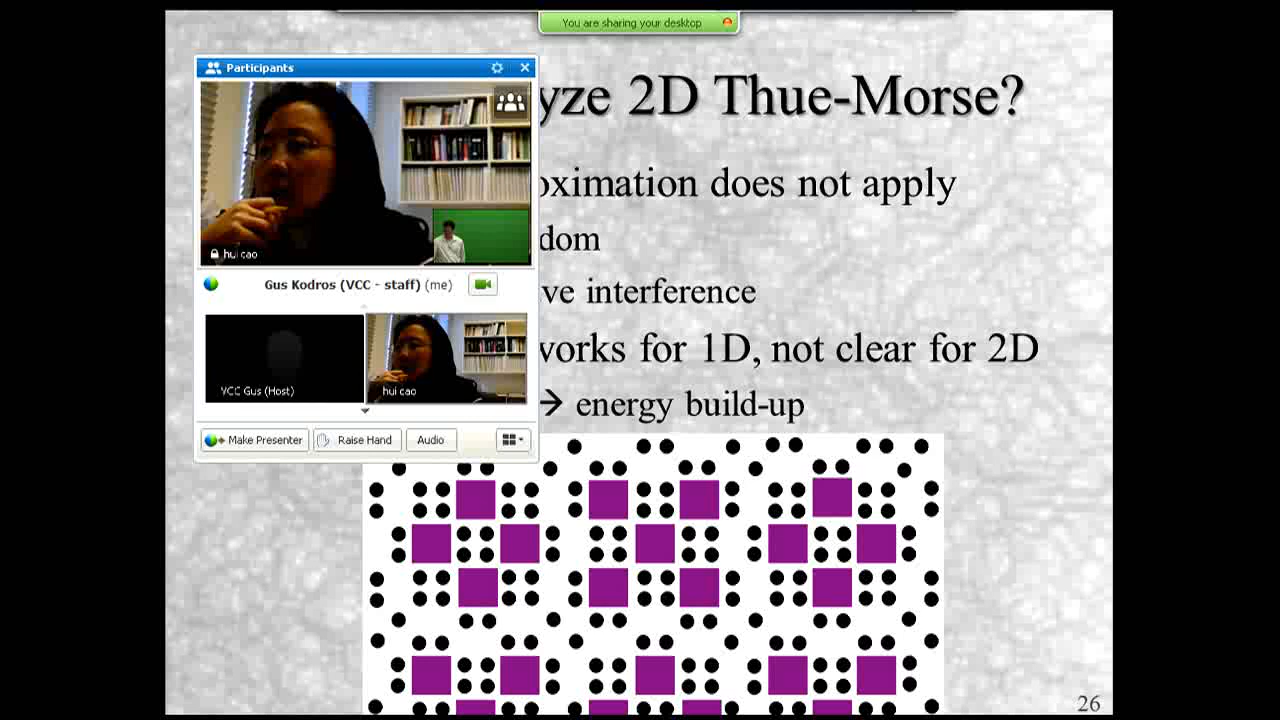 You are sharing your desktop
Participants
yze 2D Thue-Morse?
oximation does not apply
dom
hui cao
Gus Kodros (VCC - staff) (me)
ve interference
works for 1D, not clear for 2D
VCC Gus (Host)
hui cao
→ energy build-up
Make Presenter
Raise Hand
Audio
26